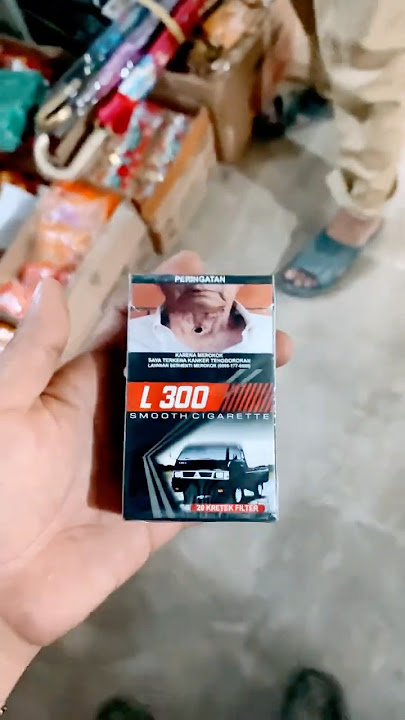 PERINGATAN
KARENA MEROKOK
SAYA TERKENA KANKER TENGGOROKAN
LAYANAN BERHENTI MEROKOK (0800-177-6565)
L 300
SMOOTH CIGARETTE
20 KRETEK FILTER